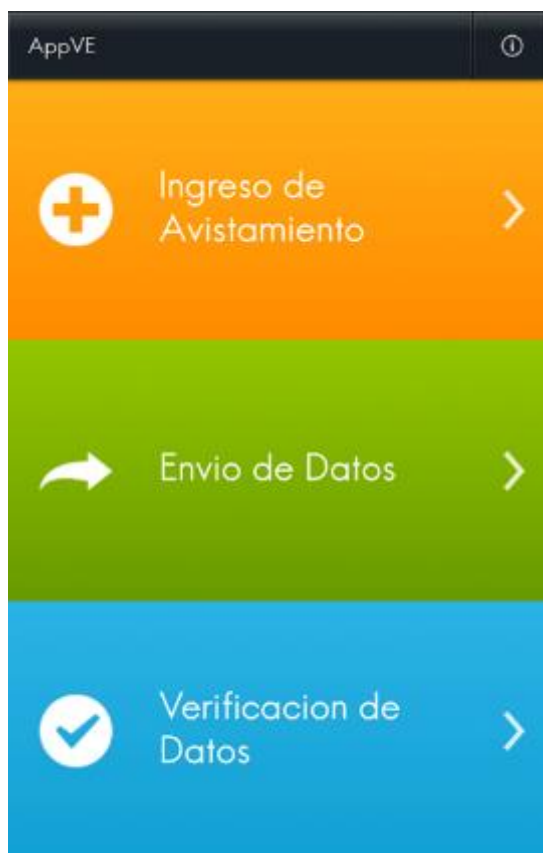 AppVE
Ingreso de
Avistamiento
Envio de Datos
Verificacion de
Datos